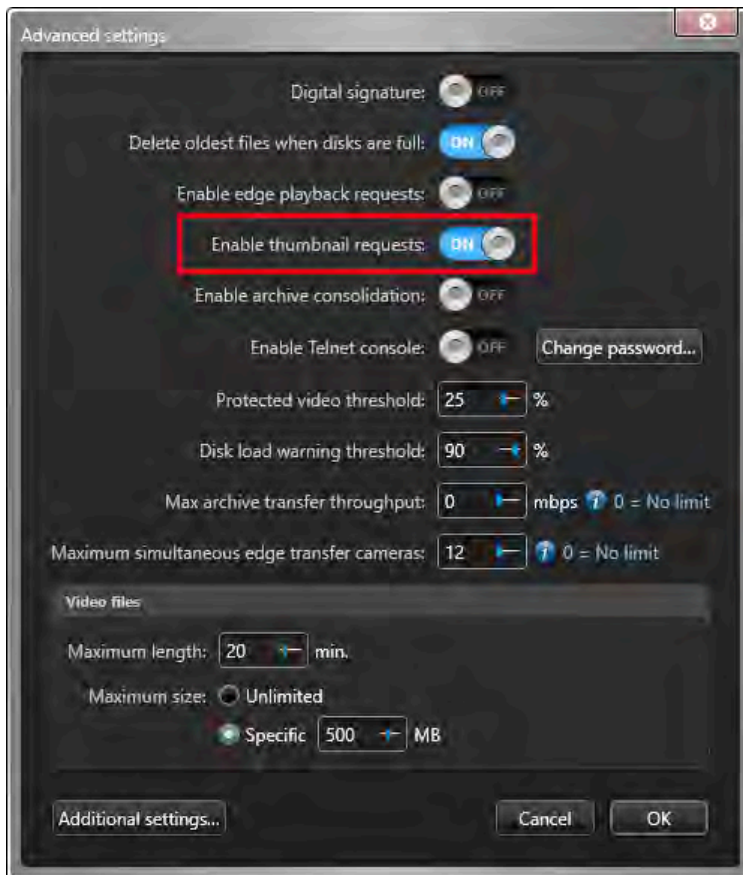 Advanced settings
Digital signature: OFF
Delete oldest files when disks are full: ON
Enable edge playback requests: OFF
Enable thumbnail requests: ON
Enable archive consolidation: OFF
Enable Telnet console: OFF Change password...
Protected video threshold: 25 %
Disk load warning threshold: 90 %
Max archive transfer throughput: 0 mbps i 0 = No limit
Maximum simultaneous edge transfer cameras: 12 i 0 = No limit
Video files
Maximum length: 20 min.
Maximum size: Unlimited
Specific 500 MB
Additional settings... Cancel OK